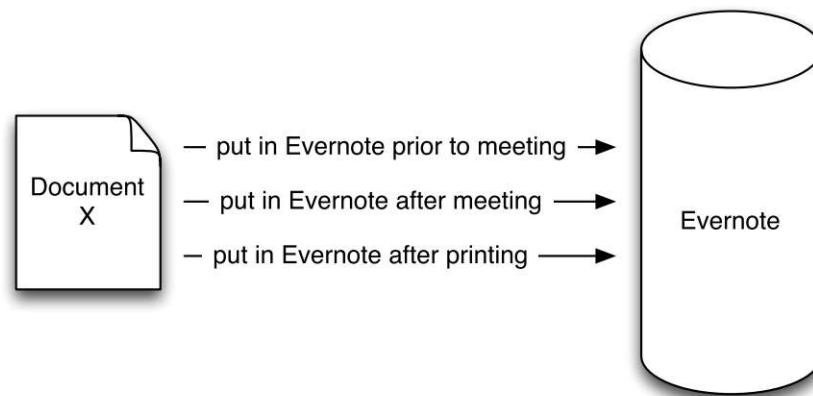 Document
X
put in Evernote prior to meeting
put in Evernote after meeting
put in Evernote after printing
Evernote